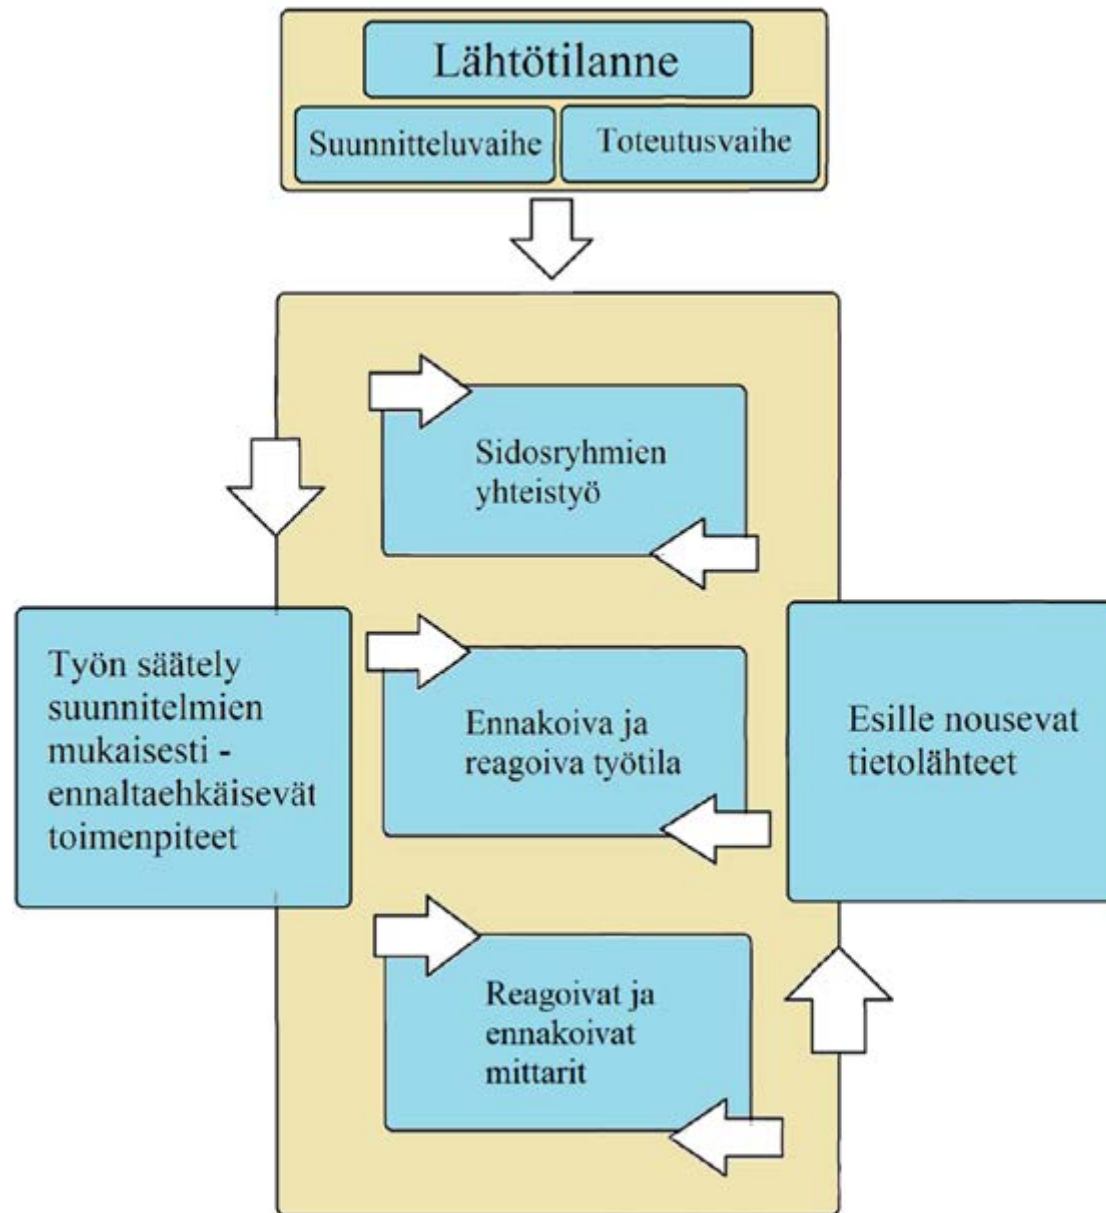 Lähtötilanne
Suunnitteluvaihe
Toteutusvaihe
Sidosryhmien
yhteistyö
Työn säätely
suunnitelmien
mukaisesti -
ennaltaehkäisevät
toimenpiteet
Ennakoiva ja
reagoiva työtila
Esille nousevat
tietolähteet
Reagoivat ja
ennakoivat
mittarit